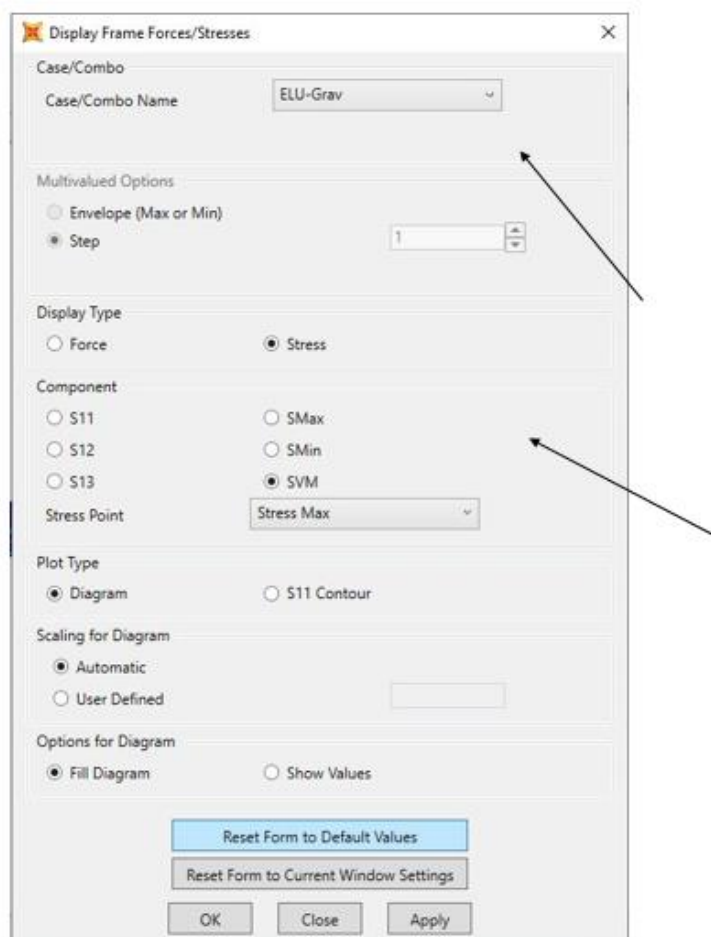 Display Frame Forces/Stresses
Case/Combo
Case/Combo Name ELU-Grav
Multivalued Options
Envelope (Max or Min)
Step 1
Display Type
Force Stress
Component
S11 SMax
S12 SMin
S13 SVM
Stress Point Stress Max
Plot Type
Diagram S11 Contour
Scaling for Diagram
Automatic
User Defined
Options for Diagram
Fill Diagram Show Values
Reset Form to Default Values
Reset Form to Current Window Settings
OK Close Apply